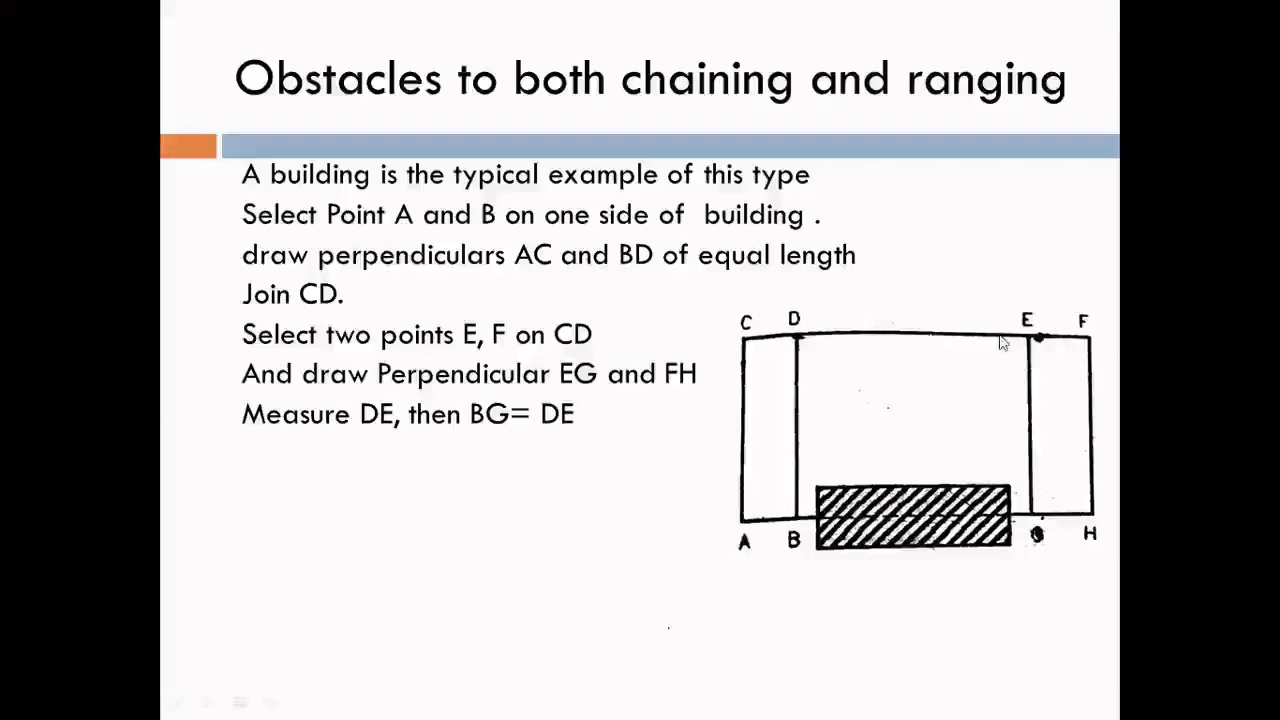 Obstacles to both chaining and ranging
A building is the typical example of this type
Select Point A and B on one side of building .
draw perpendiculars AC and BD of equal length
Join CD.
Select two points E, F on CD
And draw Perpendicular EG and FH
Measure DE, then BG= DE
C D E F
A B H